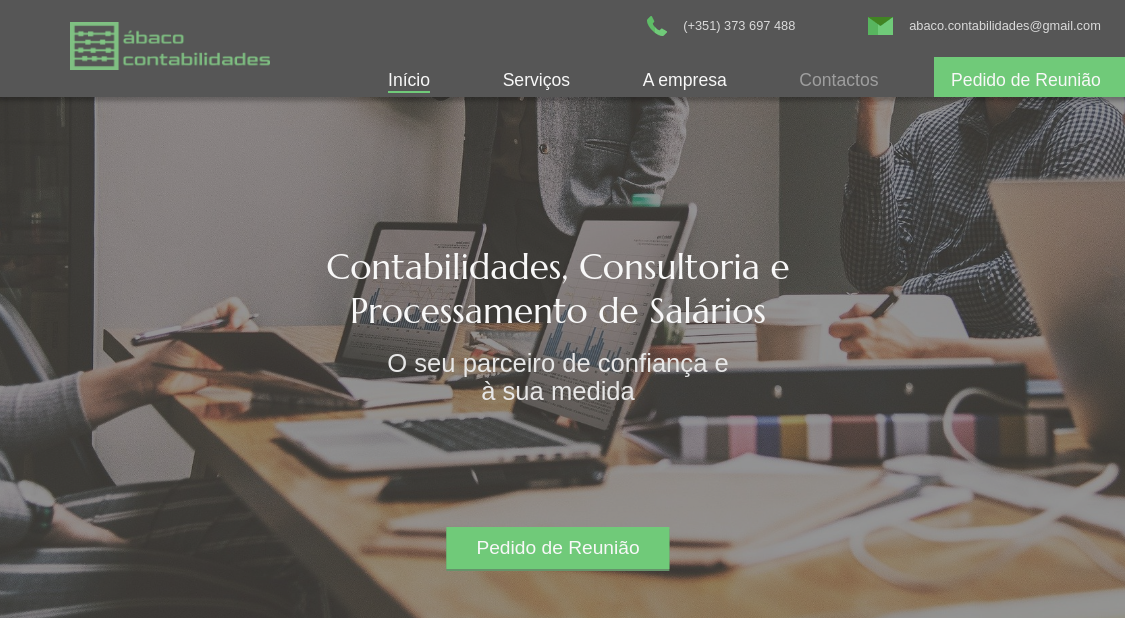 ábaco
contabilidades
(+351) 373 697 488
abaco.contabilidades@gmail.com
Início
Serviços
A empresa
Contactos
Pedido de Reunião
Contabilidades, Consultoria e
Processamento de Salários
O seu parceiro de confiança e
à sua medida
Pedido de Reunião